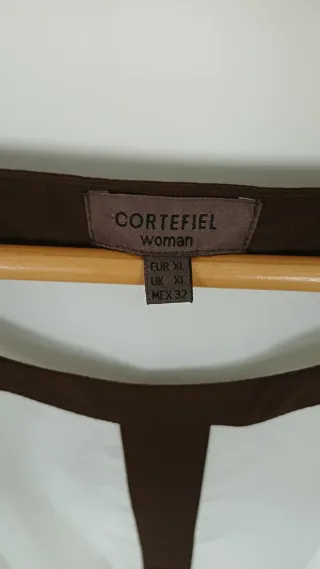 CORTEFIEL
woman
EUR XL
UK XL
MEX 32